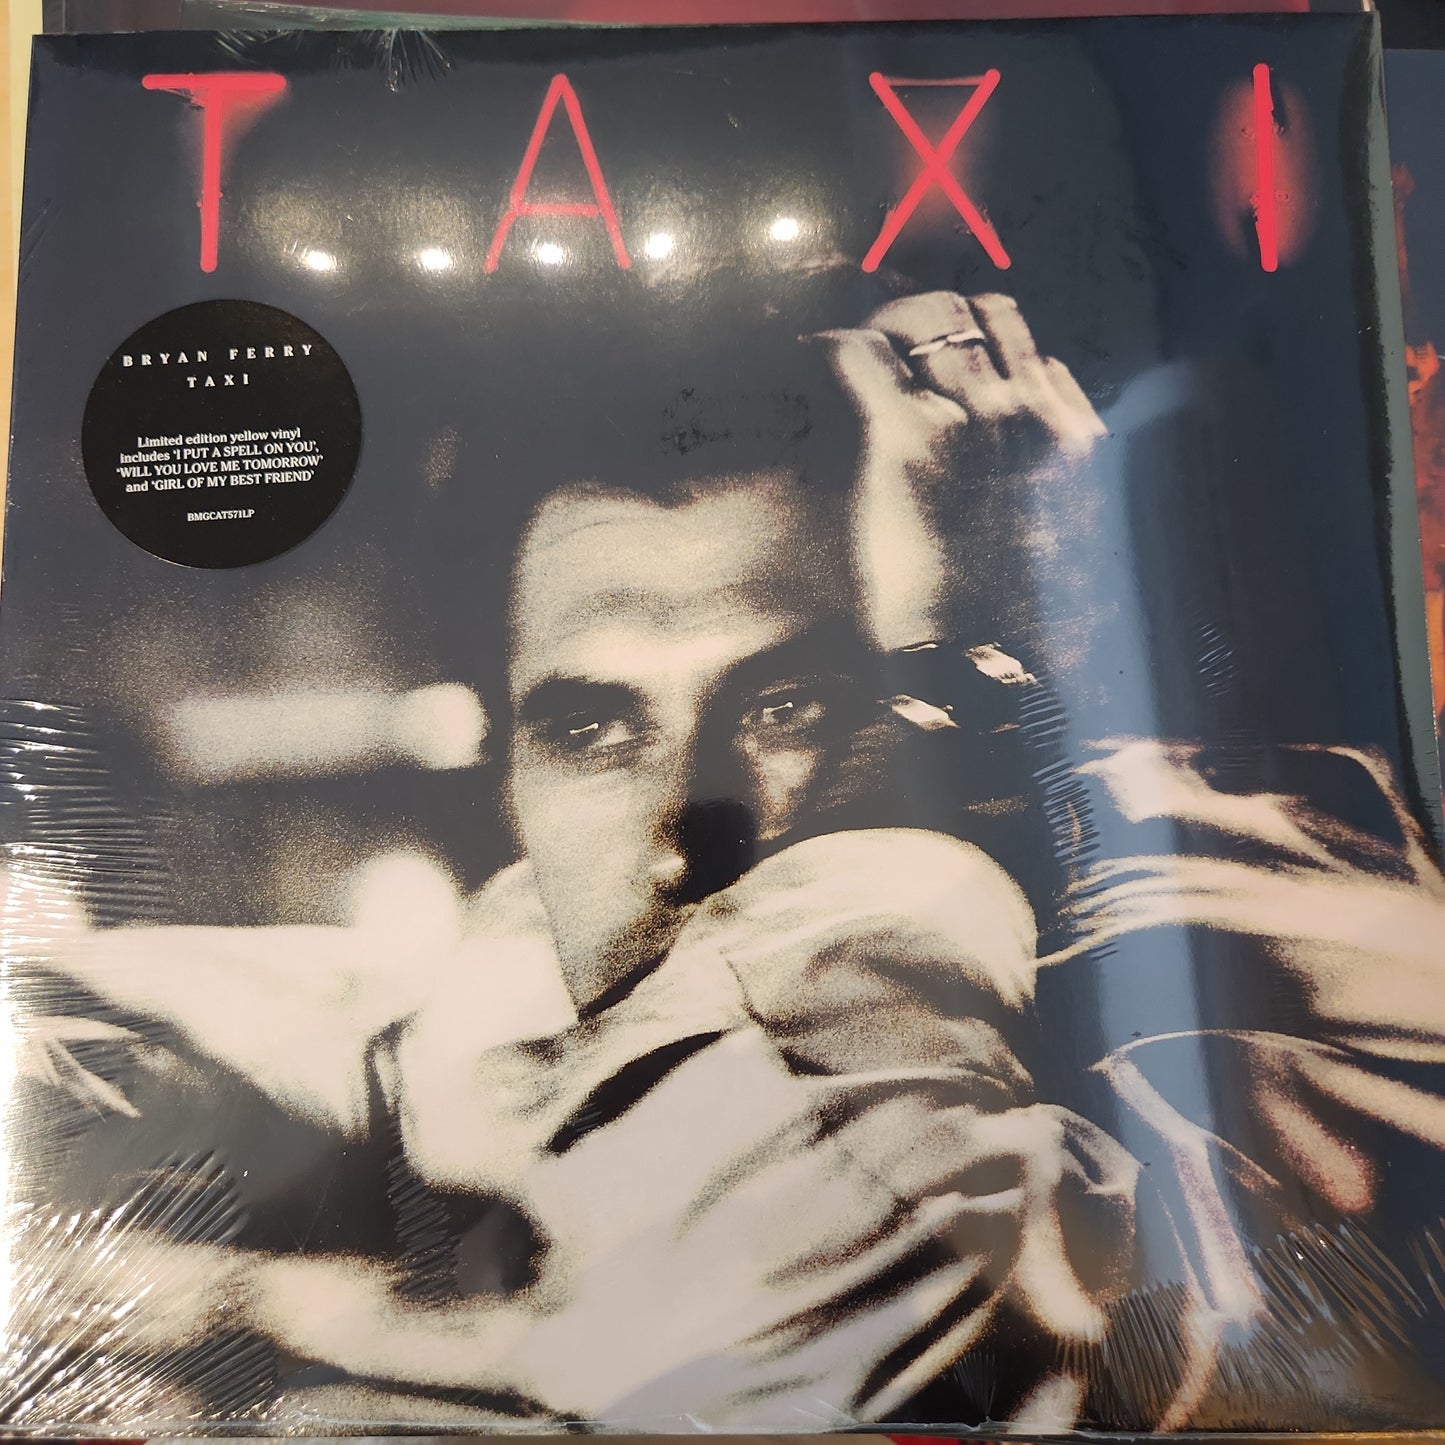 TAXI
BRYAN FERRY
TAXI
Limited edition yellow vinyl
includes 'I PUT A SPELL ON YOU',
'WILL YOU LOVE ME TOMORROW'
and 'GIRL OF MY BEST FRIEND'
BMGCAT571LP